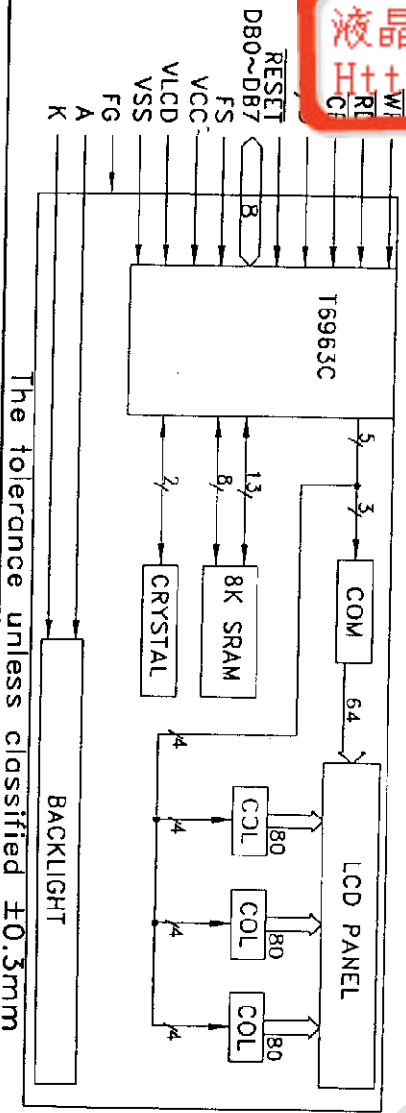 液晶
Htt
W
RD
C
RESET
DB0~DB7
FS
VCC
VLCD
VSS
FG
A
K
8
T6963C
5
3
COM
64
LCD PANEL
13
8
8K SRAM
2
CRYSTAL
4
4
COL
80
4
COL
80
4
COL
80
BACKLIGHT
The tolerance unless classified ±0.3mm